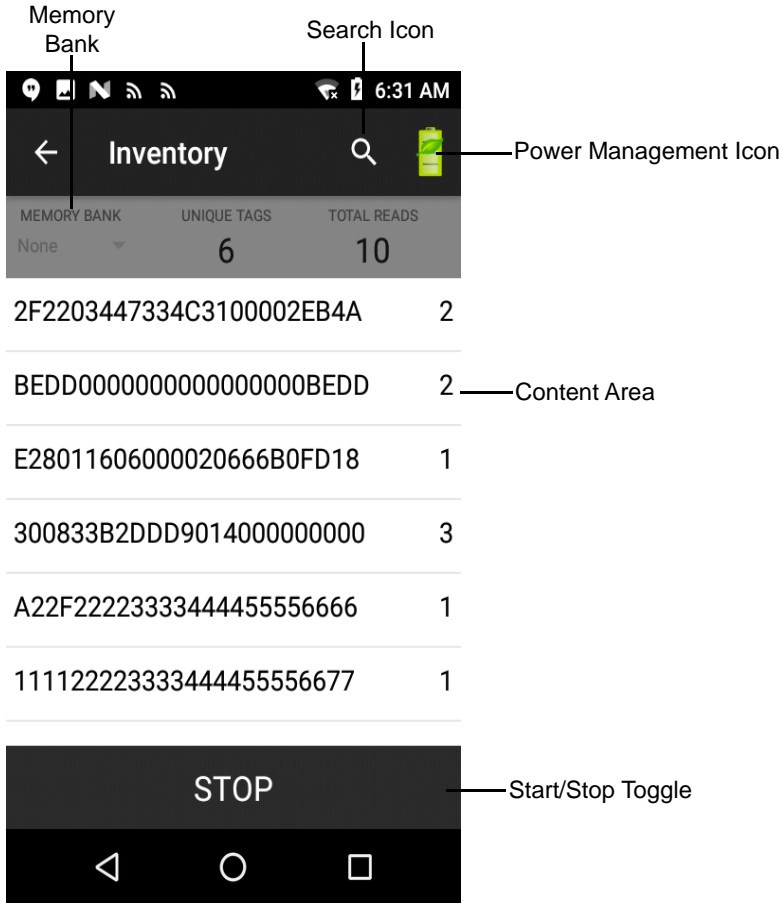 Memory
Bank
Search Icon
6:31 AM
Inventory
Power Management Icon
MEMORY BANK UNIQUE TAGS TOTAL READS
None 6 10
2F2203447334C3100002EB4A 2
BEDD0000000000000000BEDD 2
Content Area
E28011606000020666B0FD18 1
300833B2DDD9014000000000 3
A22F22223333444455556666 1
111122223333444455556677 1
STOP
Start/Stop Toggle